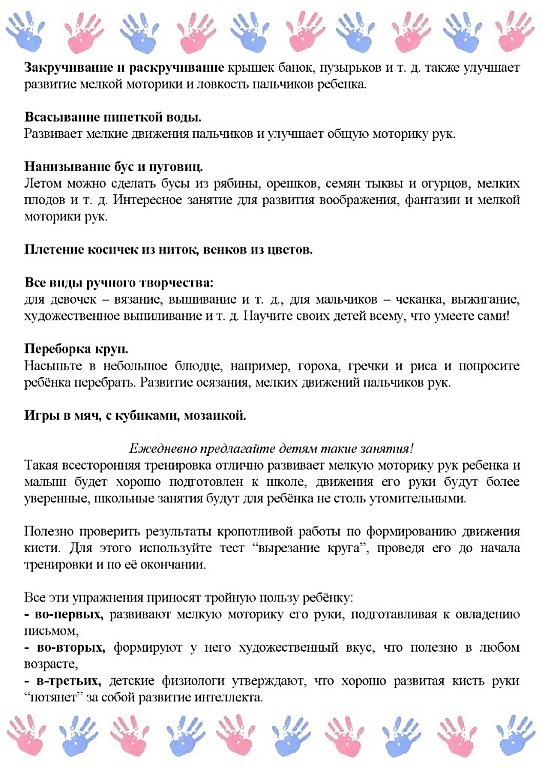 Закручивание и раскручивание крышек банок, пузырьков и т. д. также улучшает
развитие мелкой моторики и ловкость пальчиков ребенка.
Всасывание пипеткой воды.
Развивает мелкие движения пальчиков и улучшает общую моторику рук.
Нанизывание бус и пуговиц.
Летом можно сделать бусы из рябины, орешков, семян тыквы и огурцов, мелких
плодов и т. д. Интересное занятие для развития воображения, фантазии и мелкой
моторики рук.
Плетение косичек из ниток, венков из цветов.
Все виды ручного творчества:
для девочек – вязание, вышивание и т. д., для мальчиков – чеканка, выжигание,
художественное выпиливание и т. д. Научите своих детей всему, что умеете сами!
Переборка круп.
Насыпьте в небольшое блюдце, например, гороха, гречки и риса и попросите
ребёнка перебрать. Развитие осязания, мелких движений пальчиков рук.
Игры в мяч, с кубиками, мозаикой.
Ежедневно предлагайте детям такие занятия!
Такая всесторонняя тренировка отлично развивает мелкую моторику рук ребенка и
малыш будет хорошо подготовлен к школе, движения его руки будут более
уверенные, школьные занятия будут для ребёнка не столь утомительными.
Полезно проверить результаты кропотливой работы по формированию движения
кисти. Для этого используйте тест “вырезание круга”, проведя его до начала
тренировки и по её окончании.
Все эти упражнения приносят тройную пользу ребёнку:
- во-первых, развивают мелкую моторику его руки, подготавливая к овладению
письмом,
- во-вторых, формируют у него художественный вкус, что полезно в любом
возрасте,
- в-третьих, детские физиологи утверждают, что хорошо развитая кисть руки
“потянет” за собой развитие интеллекта.